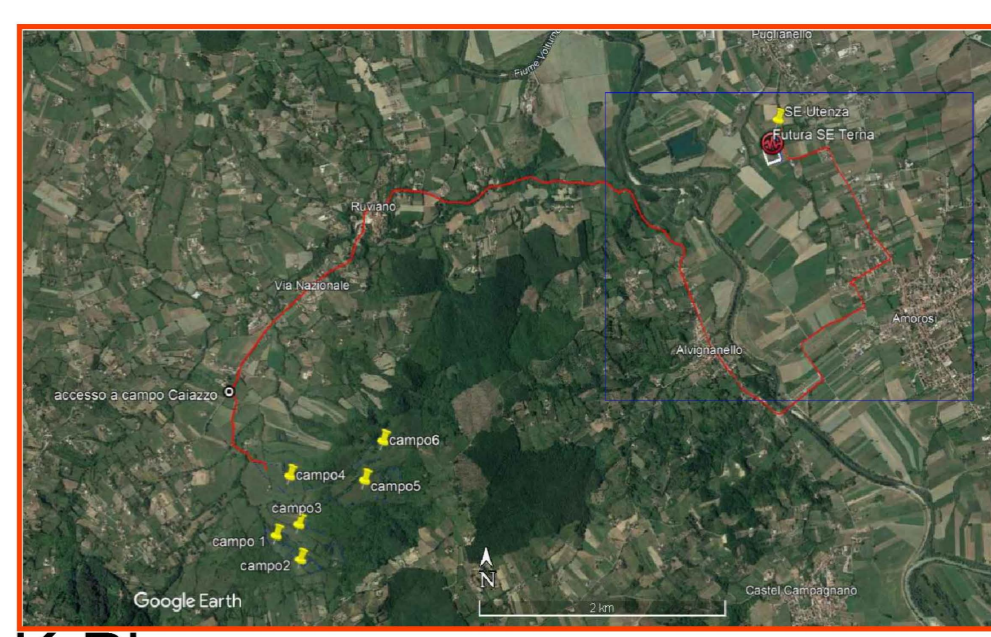 Puglianello
Fiume Volturno
SE Utenza
Futura SE Terna
Ruviano
Via Nazionale
Amorosi
Alvignanello
accesso a campo Caiazzo
campo6
campo4
campo5
campo3
campo 1
campo2
N
2 km
Castel Campagnano
Google Earth